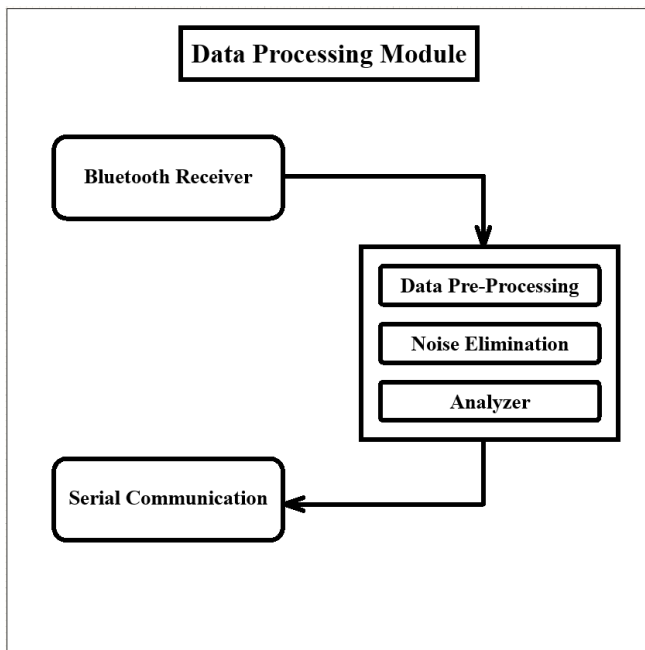 Data Processing Module
Bluetooth Receiver
Data Pre-Processing
Noise Elimination
Analyzer
Serial Communication